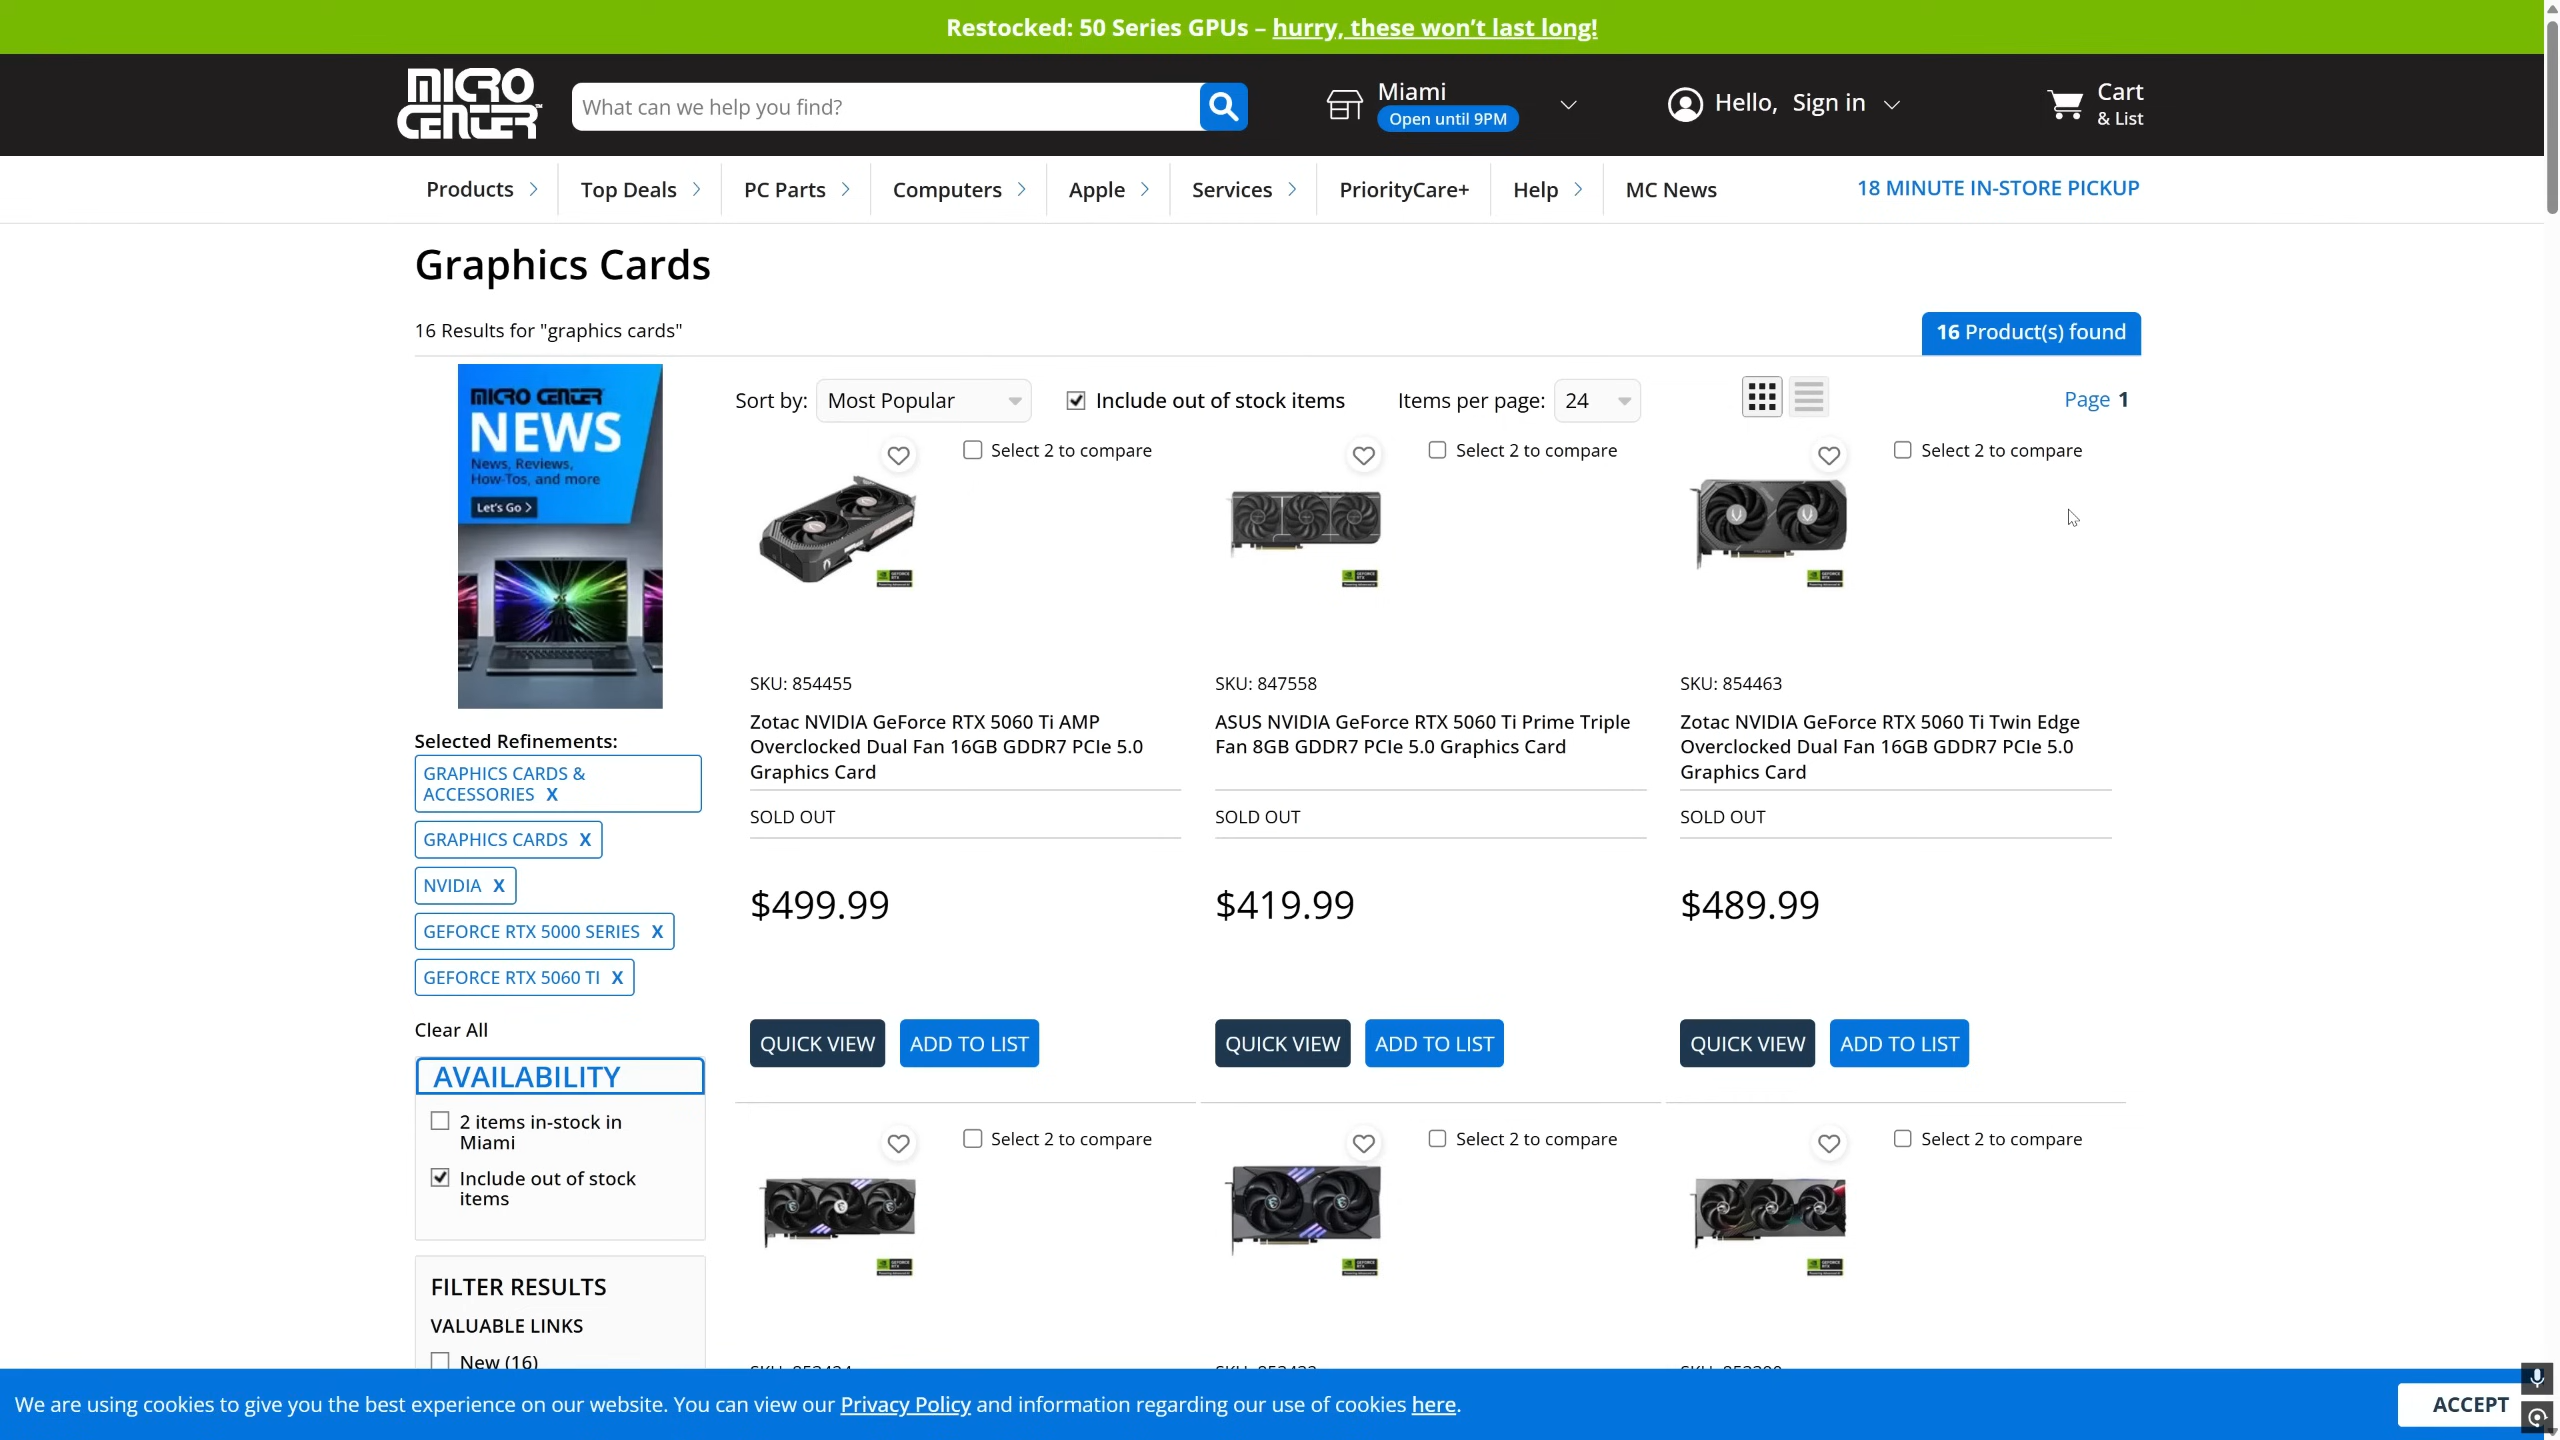 Restocked: 50 Series GPUs – hurry, these won't last long!
MICRO CENTER
What can we help you find?
Miami
Open until 9PM
Hello, Sign in
Cart
& List
Products
Top Deals
PC Parts
Computers
Apple
Services
PriorityCare+
Help
MC News
18 MINUTE IN-STORE PICKUP
Graphics Cards
16 Results for "graphics cards"
16 Product(s) found
MICRO CENTER
NEWS
News, Reviews,
How-Tos, and more
Let's Go >
Sort by: Most Popular
Include out of stock items
Items per page: 24
Page 1
Select 2 to compare
Select 2 to compare
Select 2 to compare
SKU: 854455
Zotac NVIDIA GeForce RTX 5060 Ti AMP
Overclocked Dual Fan 16GB GDDR7 PCIe 5.0
Graphics Card
SOLD OUT
$499.99
QUICK VIEW
ADD TO LIST
SKU: 847558
ASUS NVIDIA GeForce RTX 5060 Ti Prime Triple
Fan 8GB GDDR7 PCIe 5.0 Graphics Card
SOLD OUT
$419.99
QUICK VIEW
ADD TO LIST
SKU: 854463
Zotac NVIDIA GeForce RTX 5060 Ti Twin Edge
Overclocked Dual Fan 16GB GDDR7 PCIe 5.0
Graphics Card
SOLD OUT
$489.99
QUICK VIEW
ADD TO LIST
Selected Refinements:
GRAPHICS CARDS &
ACCESSORIES X
GRAPHICS CARDS X
NVIDIA X
GEFORCE RTX 5000 SERIES X
GEFORCE RTX 5060 TI X
Clear All
AVAILABILITY
2 items in-stock in
Miami
Include out of stock
items
FILTER RESULTS
VALUABLE LINKS
New (16)
Select 2 to compare
Select 2 to compare
Select 2 to compare
We are using cookies to give you the best experience on our website. You can view our Privacy Policy and information regarding our use of cookies here.
ACCEPT